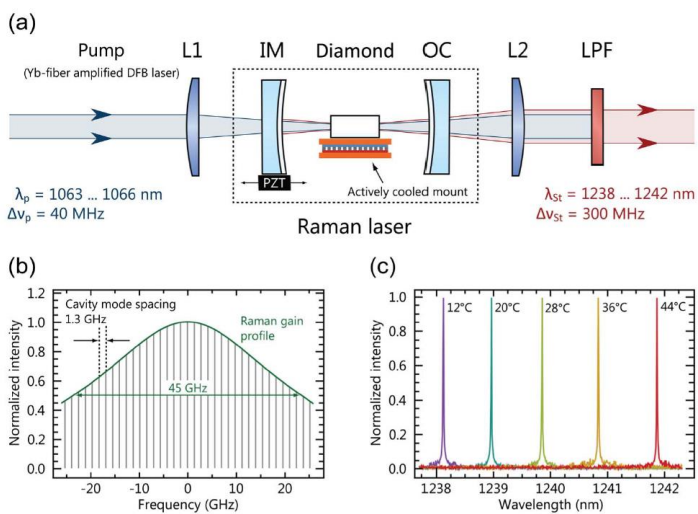 (a)
Pump
(Yb-fiber amplified DFB laser)
L1
IM
Diamond
OC
L2
LPF
PZT
Actively cooled mount
λp = 1063 ... 1066 nm
Δνp = 40 MHz
λSt = 1238 ... 1242 nm
ΔνSt = 300 MHz
Raman laser
(b)
Normalized intensity
1.2
1.0
0.8
0.6
0.4
0.2
0.0
Cavity mode spacing
1.3 GHz
Raman gain
profile
45 GHz
-20
-10
0
10
20
Frequency (GHz)
(c)
Normalized intensity
1.0
0.8
0.6
0.4
0.2
0.0
12°C
20°C
28°C
36°C
44°C
1238
1239
1240
1241
1242
Wavelength (nm)